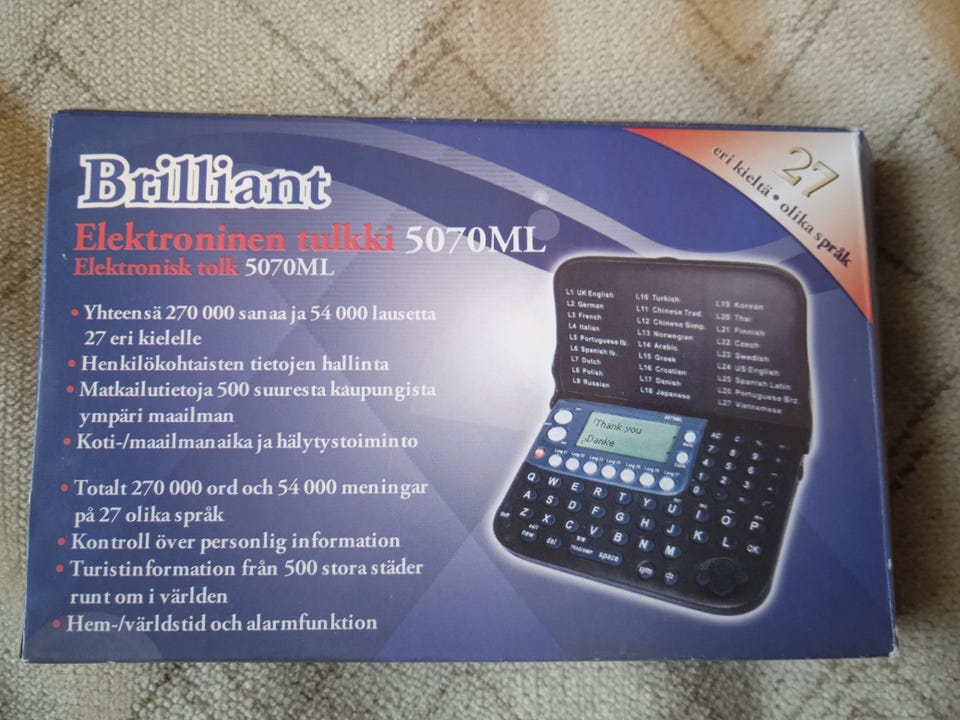 Brilliant
Elektroninen tulkki 5070ML
Elektronisk tolk 5070ML
27
eri kieltä • olika språk
• Yhteensä 270 000 sanaa ja 54 000 lausetta
27 eri kielelle
• Henkilökohtaisten tietojen hallinta
• Matkailutietoja 500 suuresta kaupungista
ympäri maailman
• Koti-/maailmanaika ja hälytystoiminto
• Totalt 270 000 ord och 54 000 meningar
på 27 olika språk
• Kontroll över personlig information
• Turistinformation från 500 stora städer
runt om i världen
• Hem-/världstid och alarmfunktion
L1 UK English
L2 German
L3 French
L4 Italian
L5 Portuguese Ib.
L6 Spanish Ib.
L7 Dutch
L8 Polish
L9 Russian
L10 Turkish
L11 Chinese Trad.
L12 Chinese Simp.
L13 Norwegian
L14 Arabic
L15 Greek
L16 Croatian
L17 Danish
L18 Japanese
L19 Korean
L20 Thai
L21 Finnish
L22 Czech
L23 Swedish
L24 US English
L25 Spanish Latin
L26 Portuguese Brz.
L27 Vietnamese
Thank you
Danke
Q W E R T Y U I O P
A S D F G H J K L OK
Z X C V B N M
del space sym